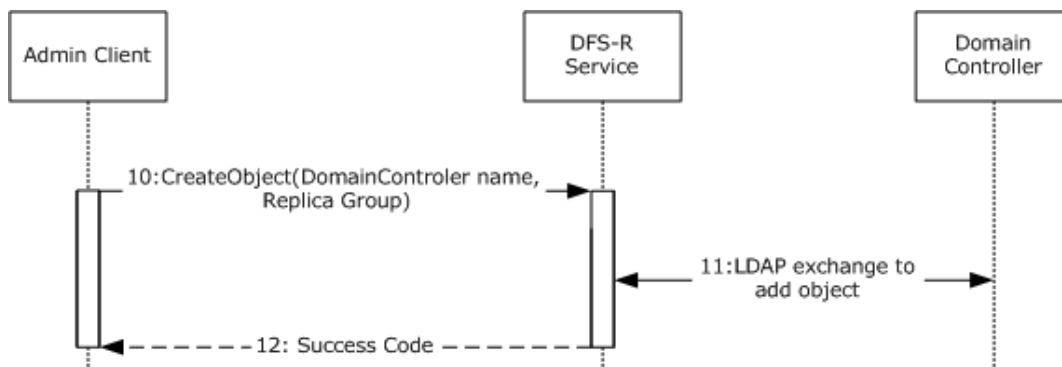 Admin Client
DFS-R
Service
Domain
Controller
10:CreateObject(DomainControler name,
Replica Group)
11:LDAP exchange to
add object
12: Success Code